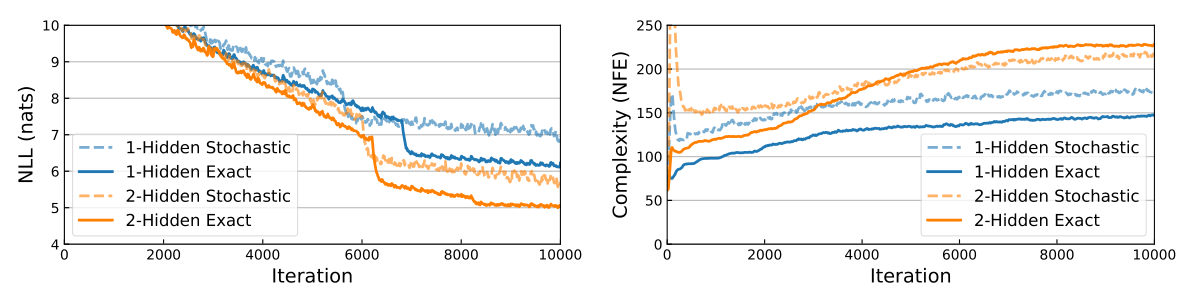 10
9
8
7
6
5
4
NLL (nats)
1-Hidden Stochastic
1-Hidden Exact
2-Hidden Stochastic
2-Hidden Exact
0 2000 4000 6000 8000 10000
Iteration
250
200
150
100
50
0
Complexity (NFE)
1-Hidden Stochastic
1-Hidden Exact
2-Hidden Stochastic
2-Hidden Exact
0 2000 4000 6000 8000 10000
Iteration